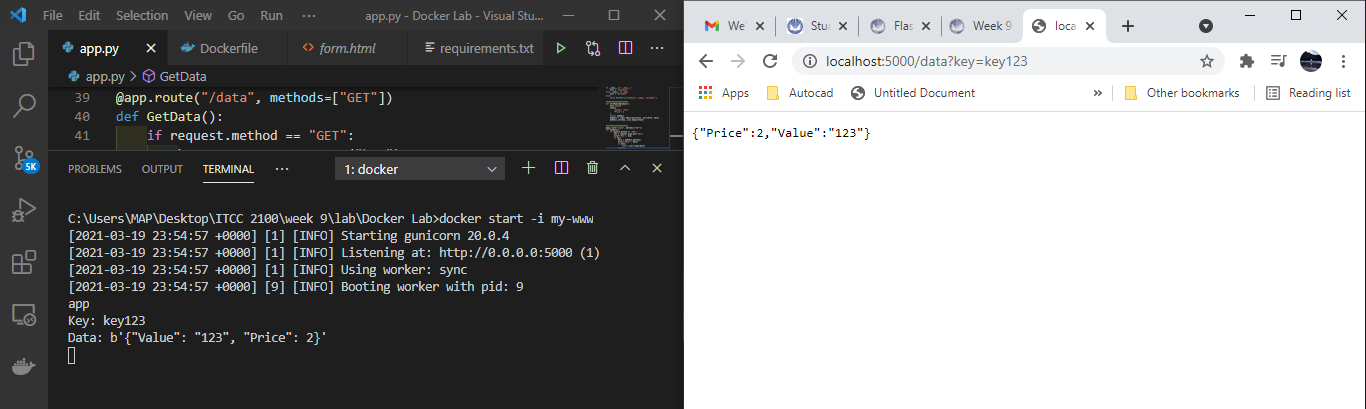 File Edit Selection View Go Run ··· app.py - Docker Lab - Visual Stu...
app.py Dockerfile form.html requirements.txt ···
app.py > GetData
39 @app.route("/data", methods=["GET"])
40 def GetData():
41 if request.method == "GET":
5K
PROBLEMS OUTPUT TERMINAL ··· 1: docker
C:\Users\MAP\Desktop\ITCC 2100\week 9\lab\Docker Lab>docker start -i my-www
[2021-03-19 23:54:57 +0000] [1] [INFO] Starting gunicorn 20.0.4
[2021-03-19 23:54:57 +0000] [1] [INFO] Listening at: http://0.0.0.0:5000 (1)
[2021-03-19 23:54:57 +0000] [1] [INFO] Using worker: sync
[2021-03-19 23:54:57 +0000] [9] [INFO] Booting worker with pid: 9
app
Key: key123
Data: b'{"Value": "123", "Price": 2}'
We Stud Flas Week 9 loca
localhost:5000/data?key=key123
Apps Autocad Untitled Document » Other bookmarks Reading list
{"Price":2,"Value":"123"}